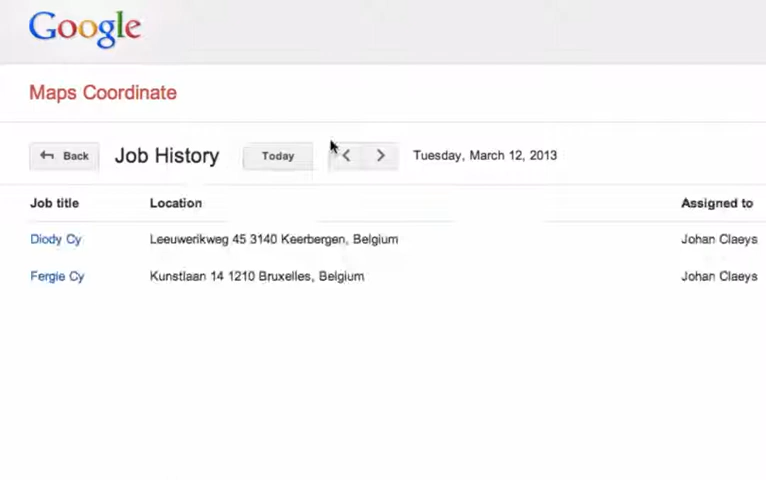 Google
Maps Coordinate
Back Job History Today Tuesday, March 12, 2013
Job title Location Assigned to
Diody Cy Leeuwerikweg 45 3140 Keerbergen, Belgium Johan Claeys
Fergie Cy Kunstlaan 14 1210 Bruxelles, Belgium Johan Claeys